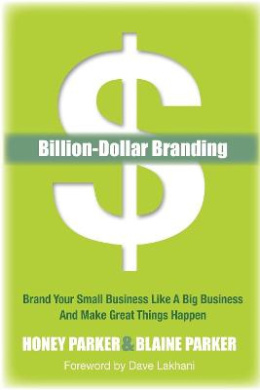 $
Billion-Dollar Branding
Brand Your Small Business Like A Big Business
And Make Great Things Happen
HONEY PARKER & BLAINE PARKER
Foreword by Dave Lakhani